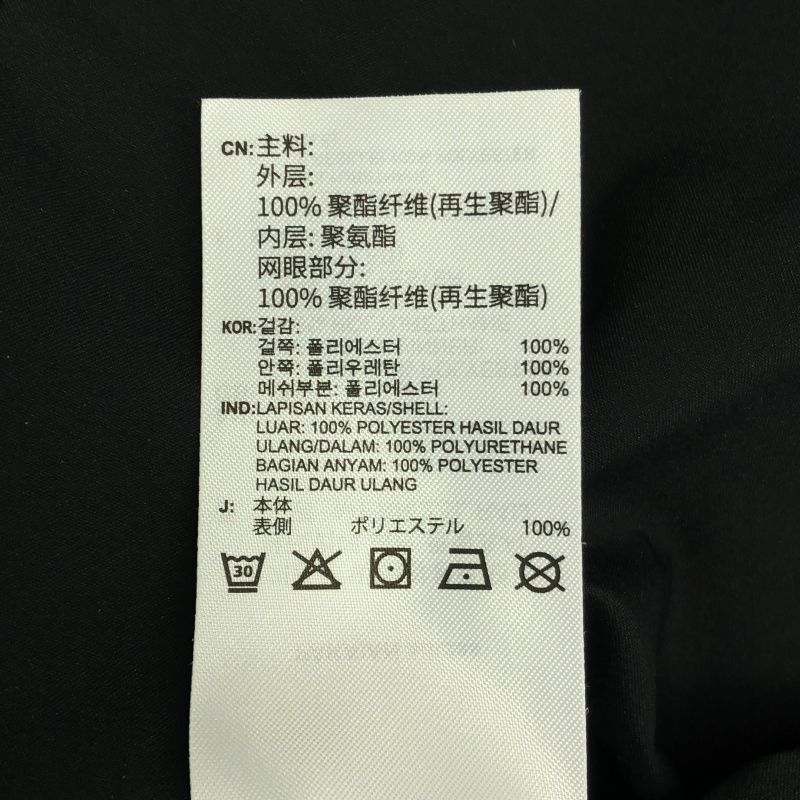 CN: 主料:
外层:
100% 聚酯纤维(再生聚酯)/
内层: 聚氨酯
网眼部分:
100% 聚酯纤维(再生聚酯)
KOR: 겉감:
겉쪽: 폴리에스터 100%
안쪽: 폴리우레탄 100%
메쉬부분: 폴리에스터 100%
IND: LAPISAN KERAS/SHELL:
LUAR: 100% POLYESTER HASIL DAUR
ULANG/DALAM: 100% POLYURETHANE
BAGIAN ANYAM: 100% POLYESTER
HASIL DAUR ULANG
J: 本体
表側 ポリエステル 100%
30